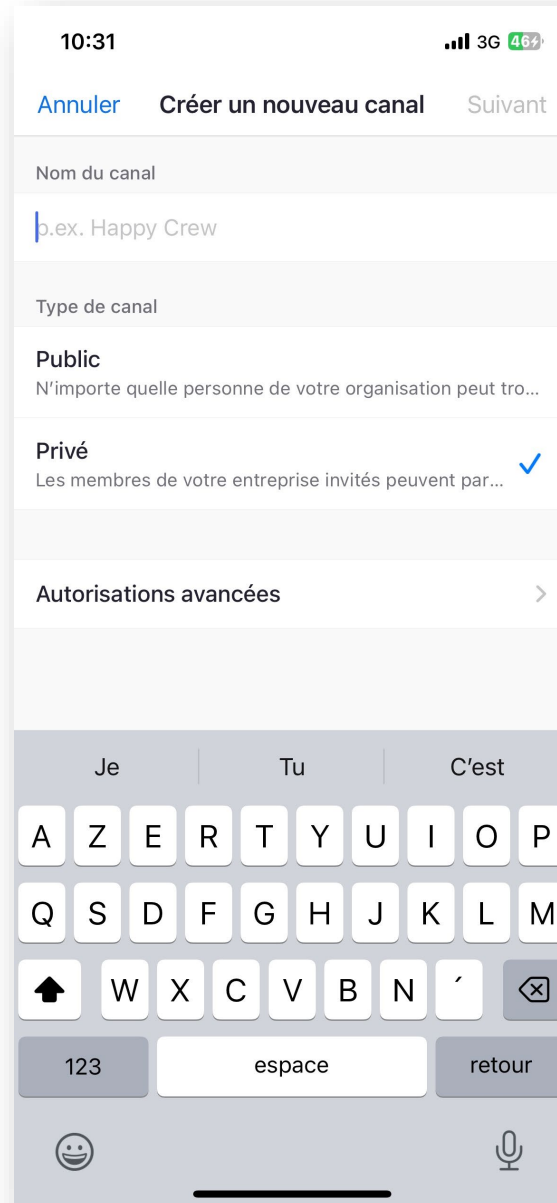 10:31 3G 46
Annuler Créer un nouveau canal Suivant
Nom du canal
p.ex. Happy Crew
Type de canal
Public
N'importe quelle personne de votre organisation peut tro...
Privé
Les membres de votre entreprise invités peuvent par...
Autorisations avancées
Je Tu C'est
A Z E R T Y U I O P
Q S D F G H J K L M
W X C V B N ´
123 espace retour